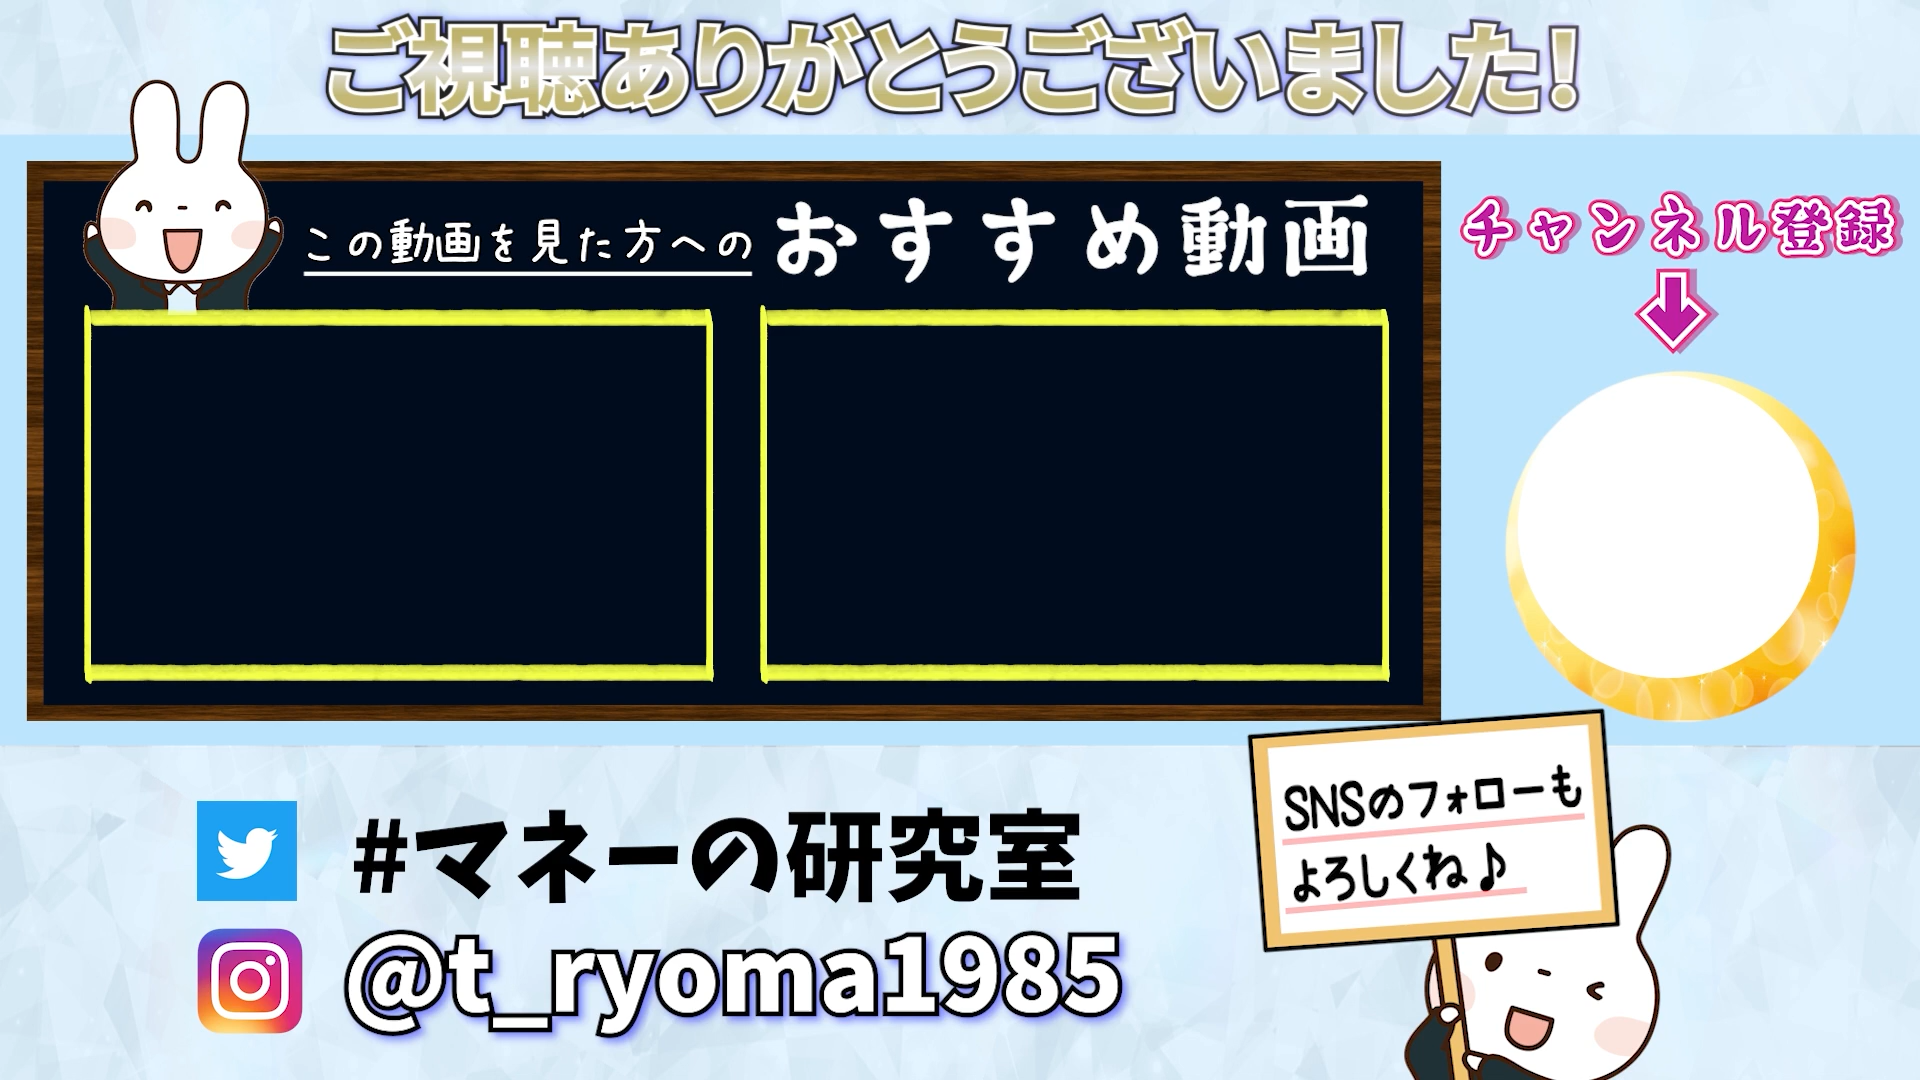 ご視聴ありがとうございました!
この動画を見た方への おすすめ動画
チャンネル登録
SNSのフォローも
よろしくね♪
#マネーの研究室
@t_ryoma1985